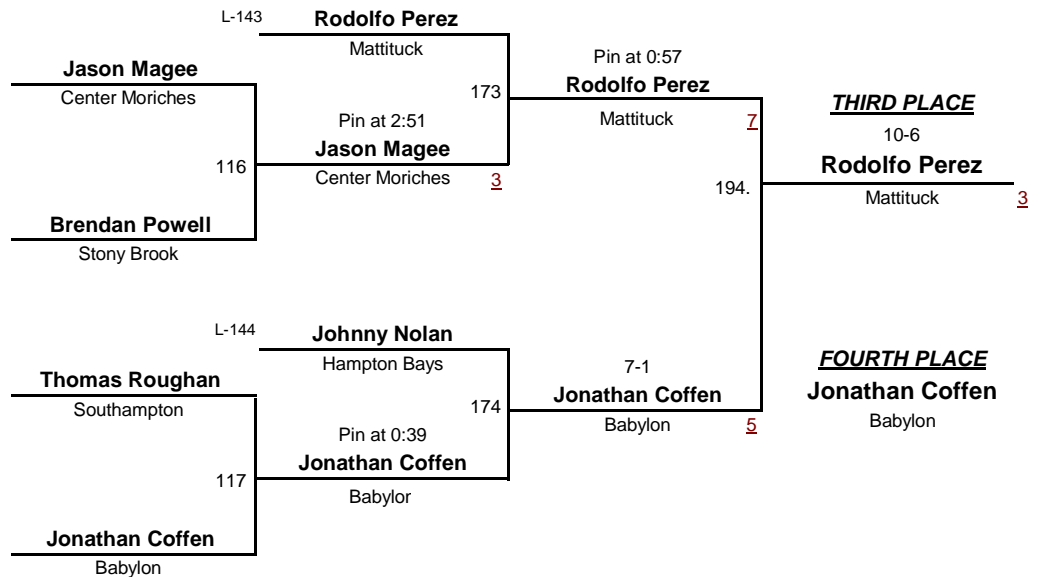 L-143
Rodolfo Perez
Mattituck
Jason Magee
Center Moriches
173
Pin at 0:57
Rodolfo Perez
Mattituck
7
THIRD PLACE
10-6
Rodolfo Perez
Mattituck
3
Pin at 2:51
Jason Magee
Center Moriches
3
116
194.
Brendan Powell
Stony Brook
L-144
Johnny Nolan
Hampton Bays
Thomas Roughan
Southampton
174
7-1
Jonathan Coffen
Babylon
5
FOURTH PLACE
Jonathan Coffen
Babylon
Pin at 0:39
Jonathan Coffen
Babylor
117
Jonathan Coffen
Babylon